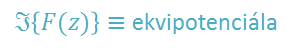 ℑ{F(z)} ≡ ekvipotenciála